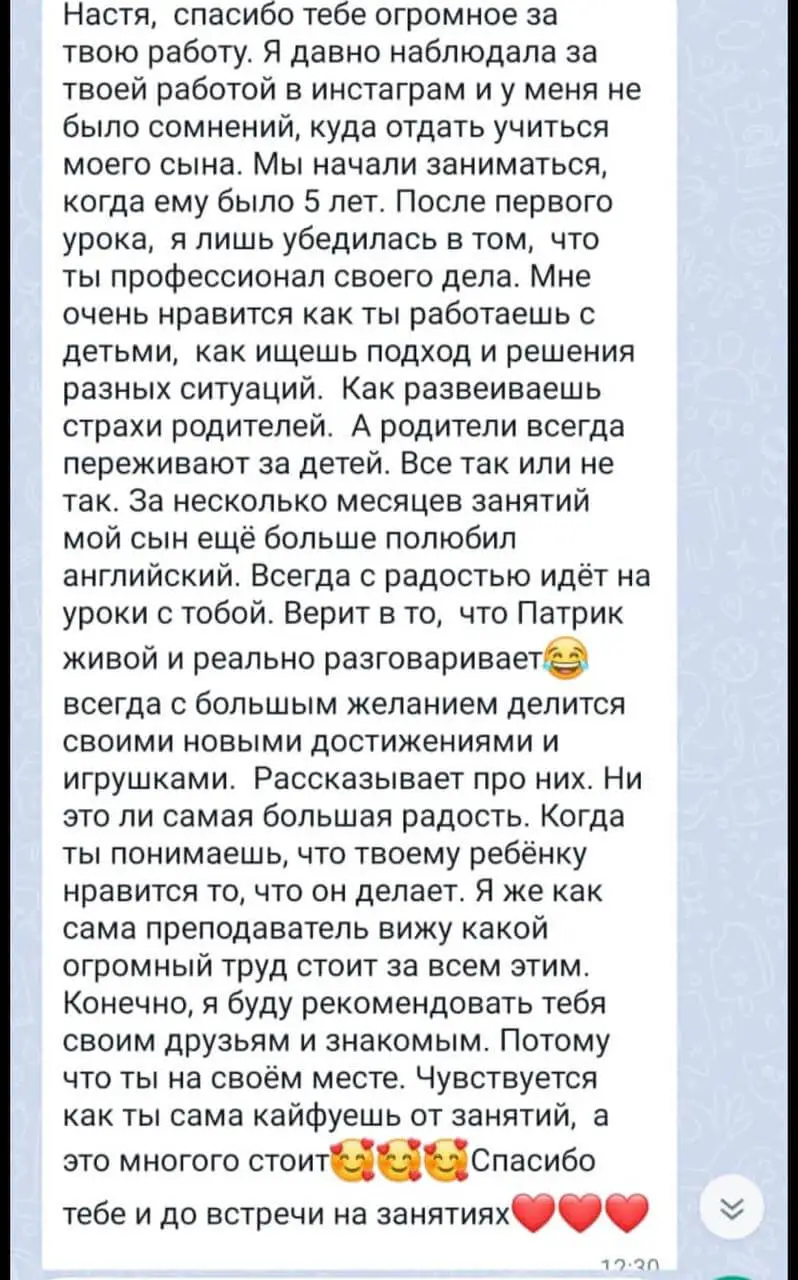 Настя, спасибо тебе огромное за
твою работу. Я давно наблюдала за
твоей работой в инстаграм и у меня не
было сомнений, куда отдать учиться
моего сына. Мы начали заниматься,
когда ему было 5 лет. После первого
урока, я лишь убедилась в том, что
ты профессионал своего дела. Мне
очень нравится как ты работаешь с
детьми, как ищешь подход и решения
разных ситуаций. Как развеиваешь
страхи родителей. А родители всегда
переживают за детей. Все так или не
так. За несколько месяцев занятий
мой сын ещё больше полюбил
английский. Всегда с радостью идёт на
уроки с тобой. Верит в то, что Патрик
живой и реально разговаривает😂
всегда с большым желанием делится
своими новыми достижениями и
игрушками. Рассказывает про них. Ни
это ли самая большая радость. Когда
ты понимаешь, что твоему ребёнку
нравится то, что он делает. Я же как
сама преподаватель вижу какой
огромный труд стоит за всем этим.
Конечно, я буду рекомендовать тебя
своим друзьям и знакомым. Потому
что ты на своём месте. Чувствуется
как ты сама кайфуешь от занятий, а
это многого стоит🥰🥰🥰Спасибо
тебе и до встречи на занятиях❤❤❤
12:30